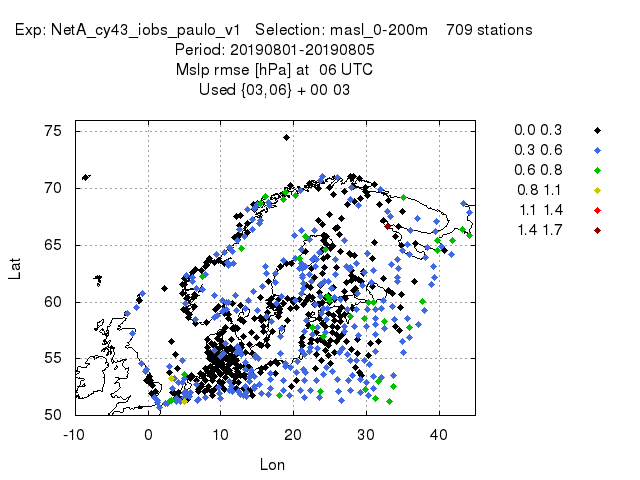 Exp: NetA_cy43_iobs_paulo_v1 Selection: masl_0-200m 709 stations
Period: 20190801-20190805
Mslp rmse [hPa] at 06 UTC
Used {03,06} + 00 03
0.0 0.3
0.3 0.6
0.6 0.8
0.8 1.1
1.1 1.4
1.4 1.7
75
70
65
60
55
50
Lat
-10 0 10 20 30 40
Lon